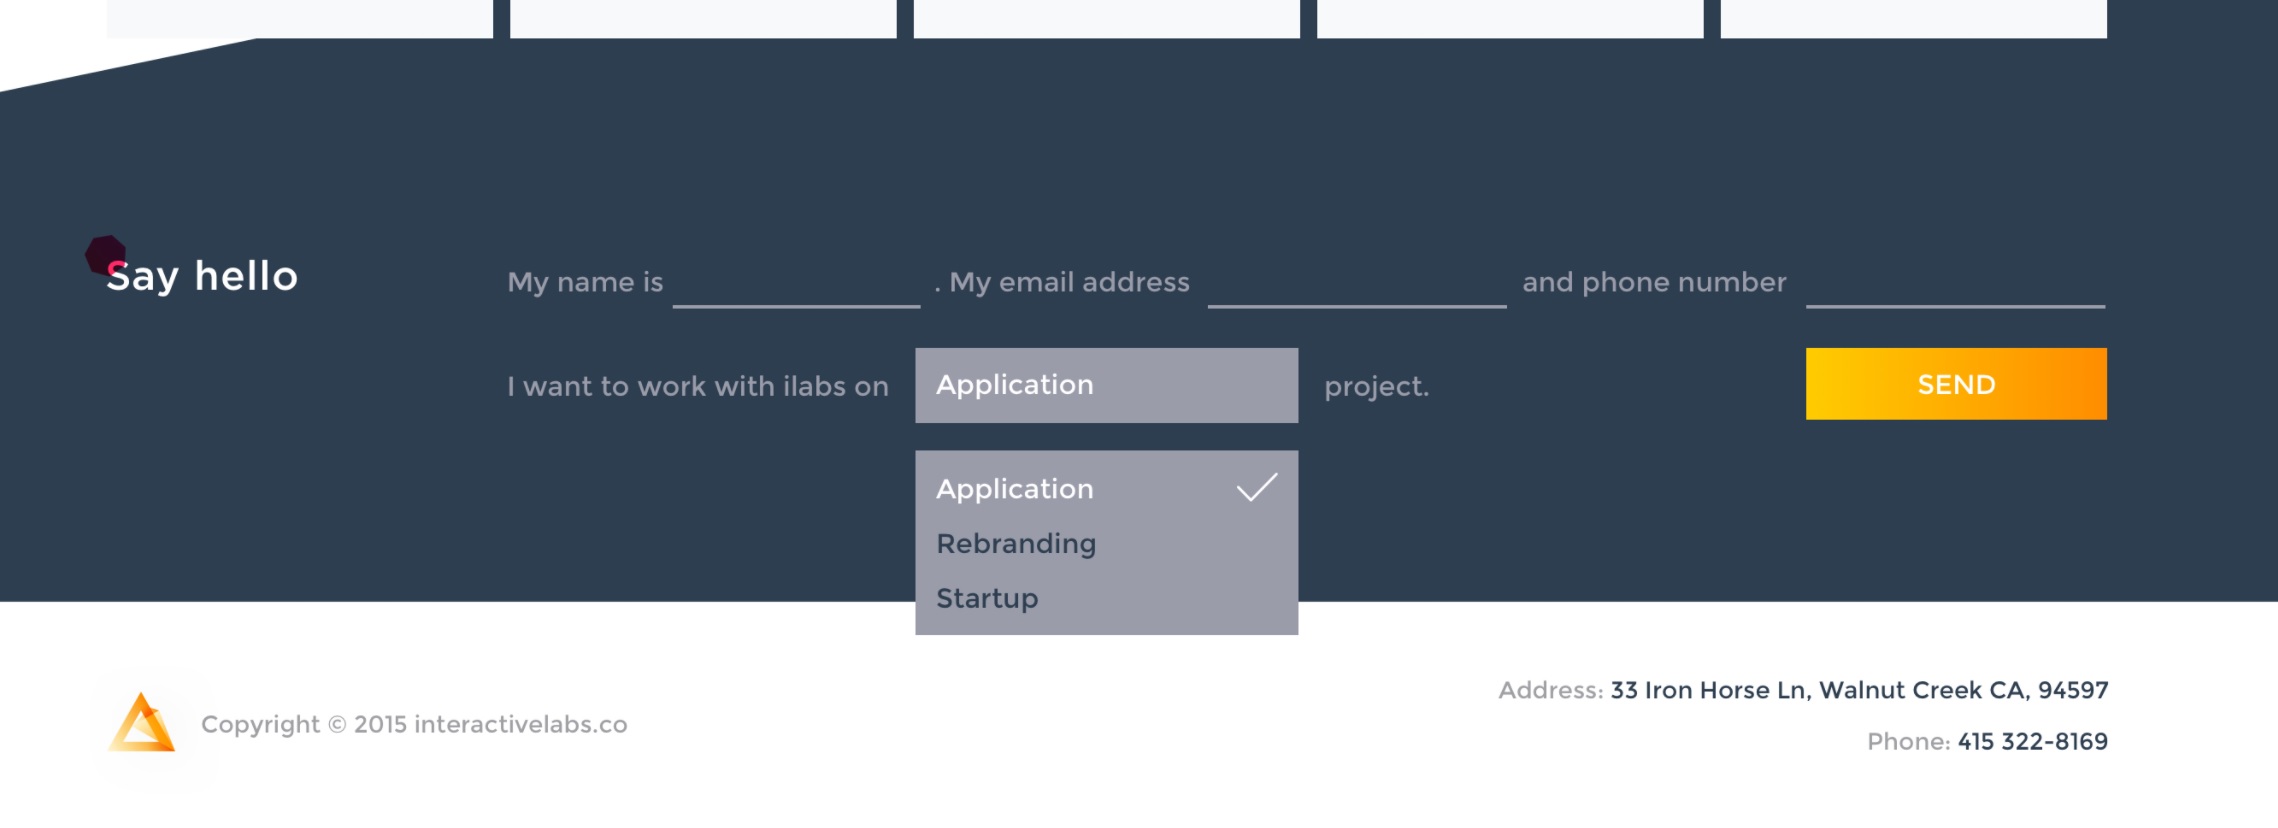 Say hello
My name is . My email address and phone number
I want to work with ilabs on Application project.
SEND
Application
Rebranding
Startup
Copyright © 2015 interactivelabs.co
Address: 33 Iron Horse Ln, Walnut Creek CA, 94597
Phone: 415 322-8169